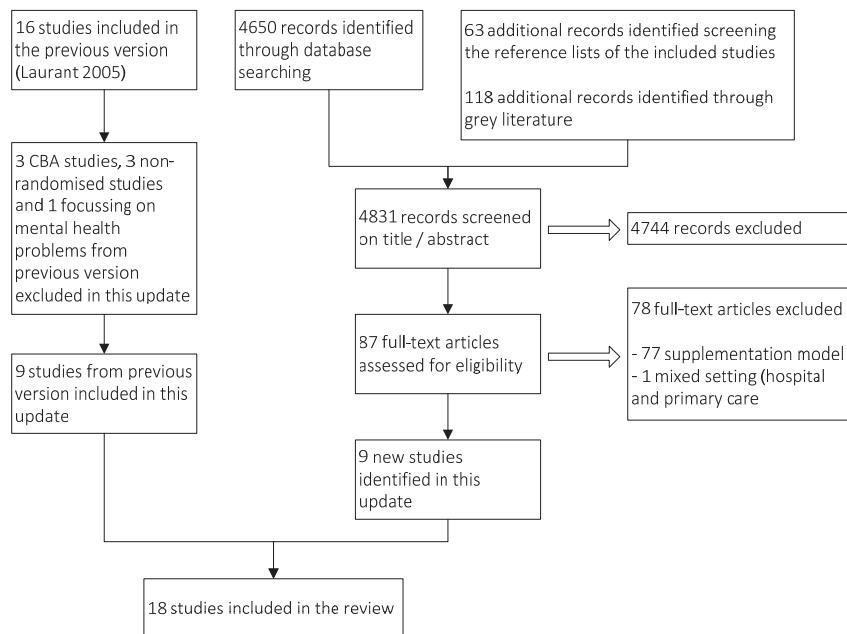 16 studies included in
the previous version
(Laurant 2005)
4650 records identified
through database
searching
63 additional records identified screening
the reference lists of the included studies
118 additional records identified through
grey literature
3 CBA studies, 3 non-
randomised studies
and 1 focussing on
mental health
problems from
previous version
excluded in this update
4831 records screened
on title / abstract
4744 records excluded
87 full-text articles
assessed for eligibility
78 full-text articles excluded
- 77 supplementation model
- 1 mixed setting (hospital
and primary care
9 studies from previous
version included in this
update
9 new studies
identified in this
update
18 studies included in the review